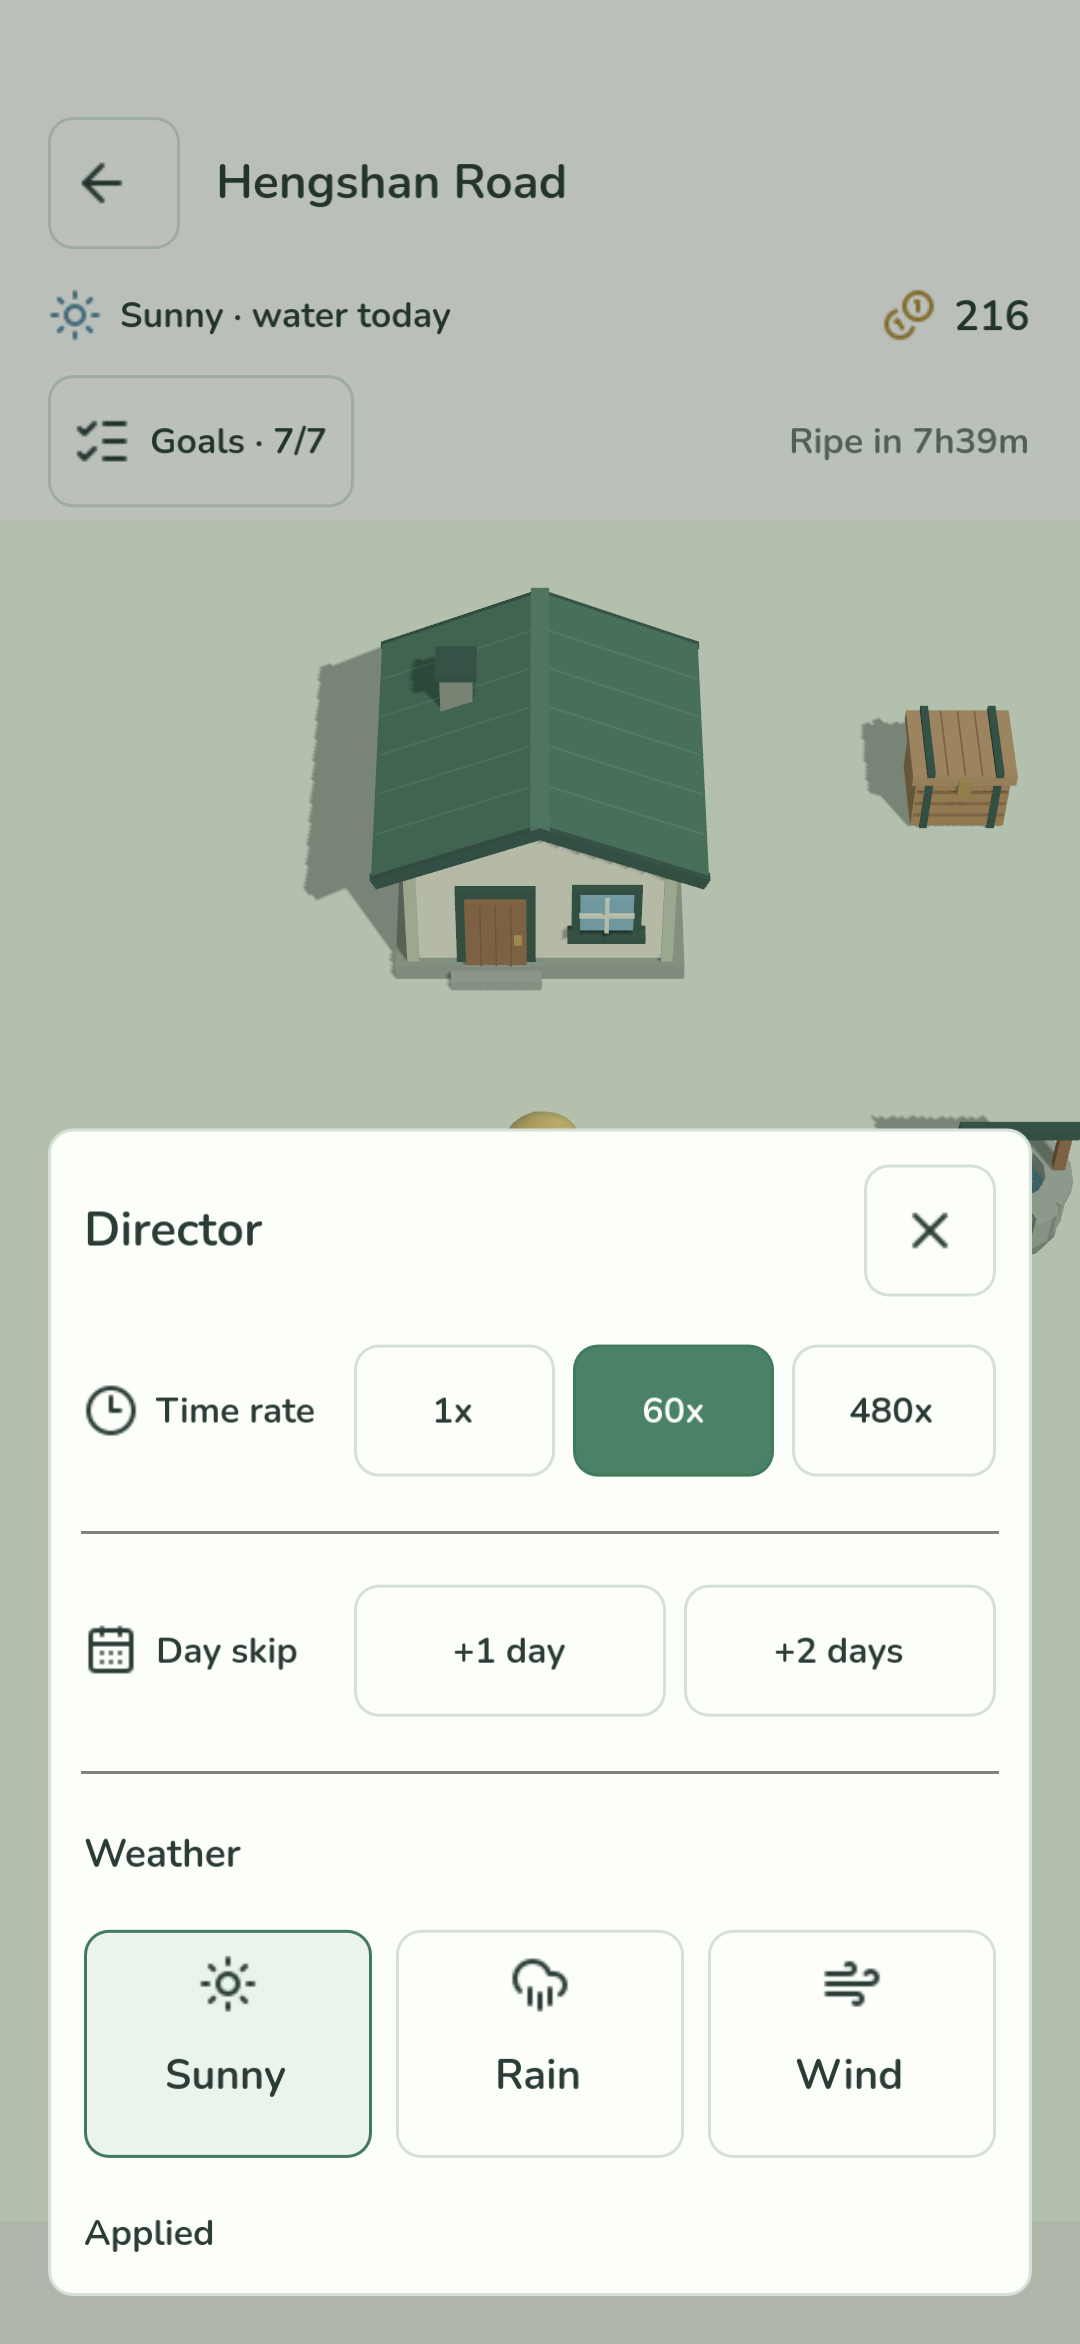 Hengshan Road
Sunny · water today
216
Goals · 7/7
Ripe in 7h39m
Director
Time rate
1x
60x
480x
Day skip
+1 day
+2 days
Weather
Sunny
Rain
Wind
Applied